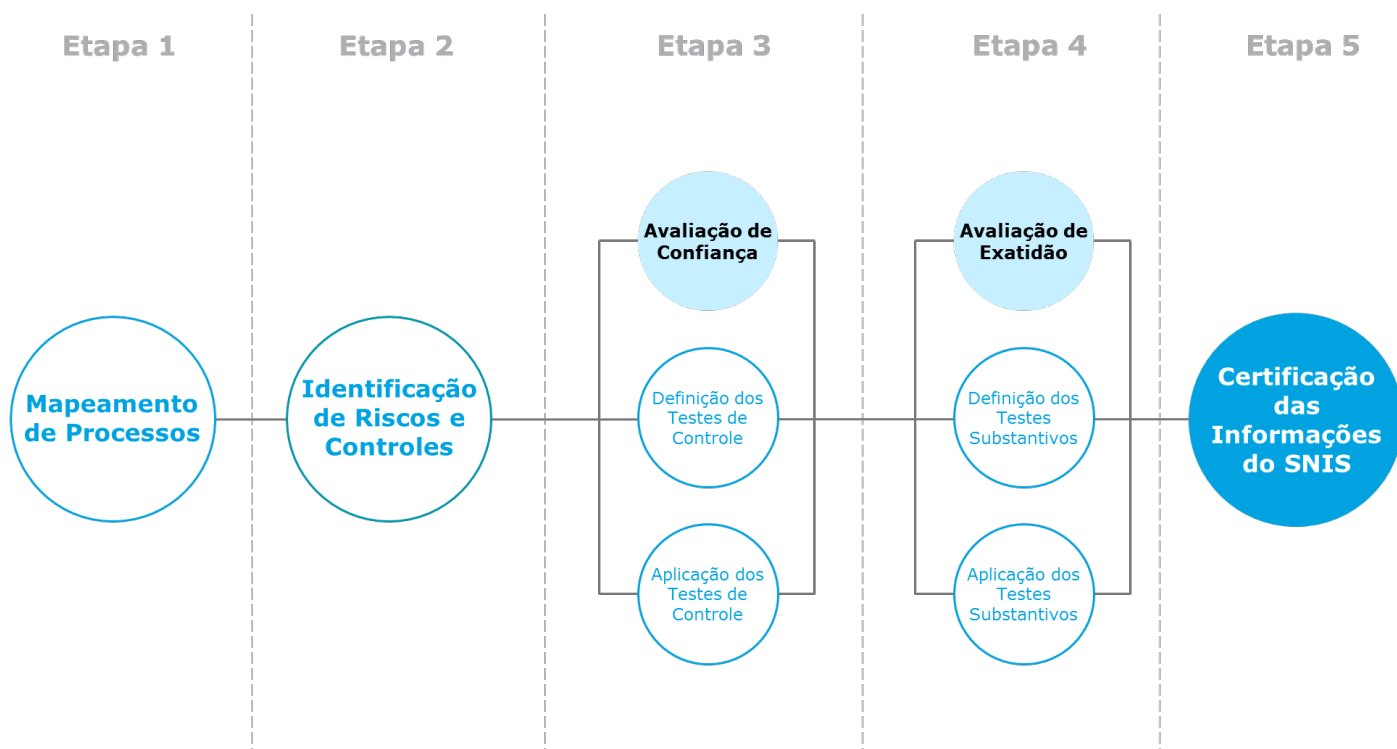 Etapa 1
Etapa 2
Etapa 3
Etapa 4
Etapa 5
Mapeamento
de Processos
Identificação
de Riscos e
Controles
Avaliação de
Confiança
Definição dos
Testes de
Controle
Aplicação dos
Testes de
Controle
Avaliação de
Exatidão
Definição dos
Testes
Substantivos
Aplicação dos
Testes
Substantivos
Certificação
das
Informações
do SNIS